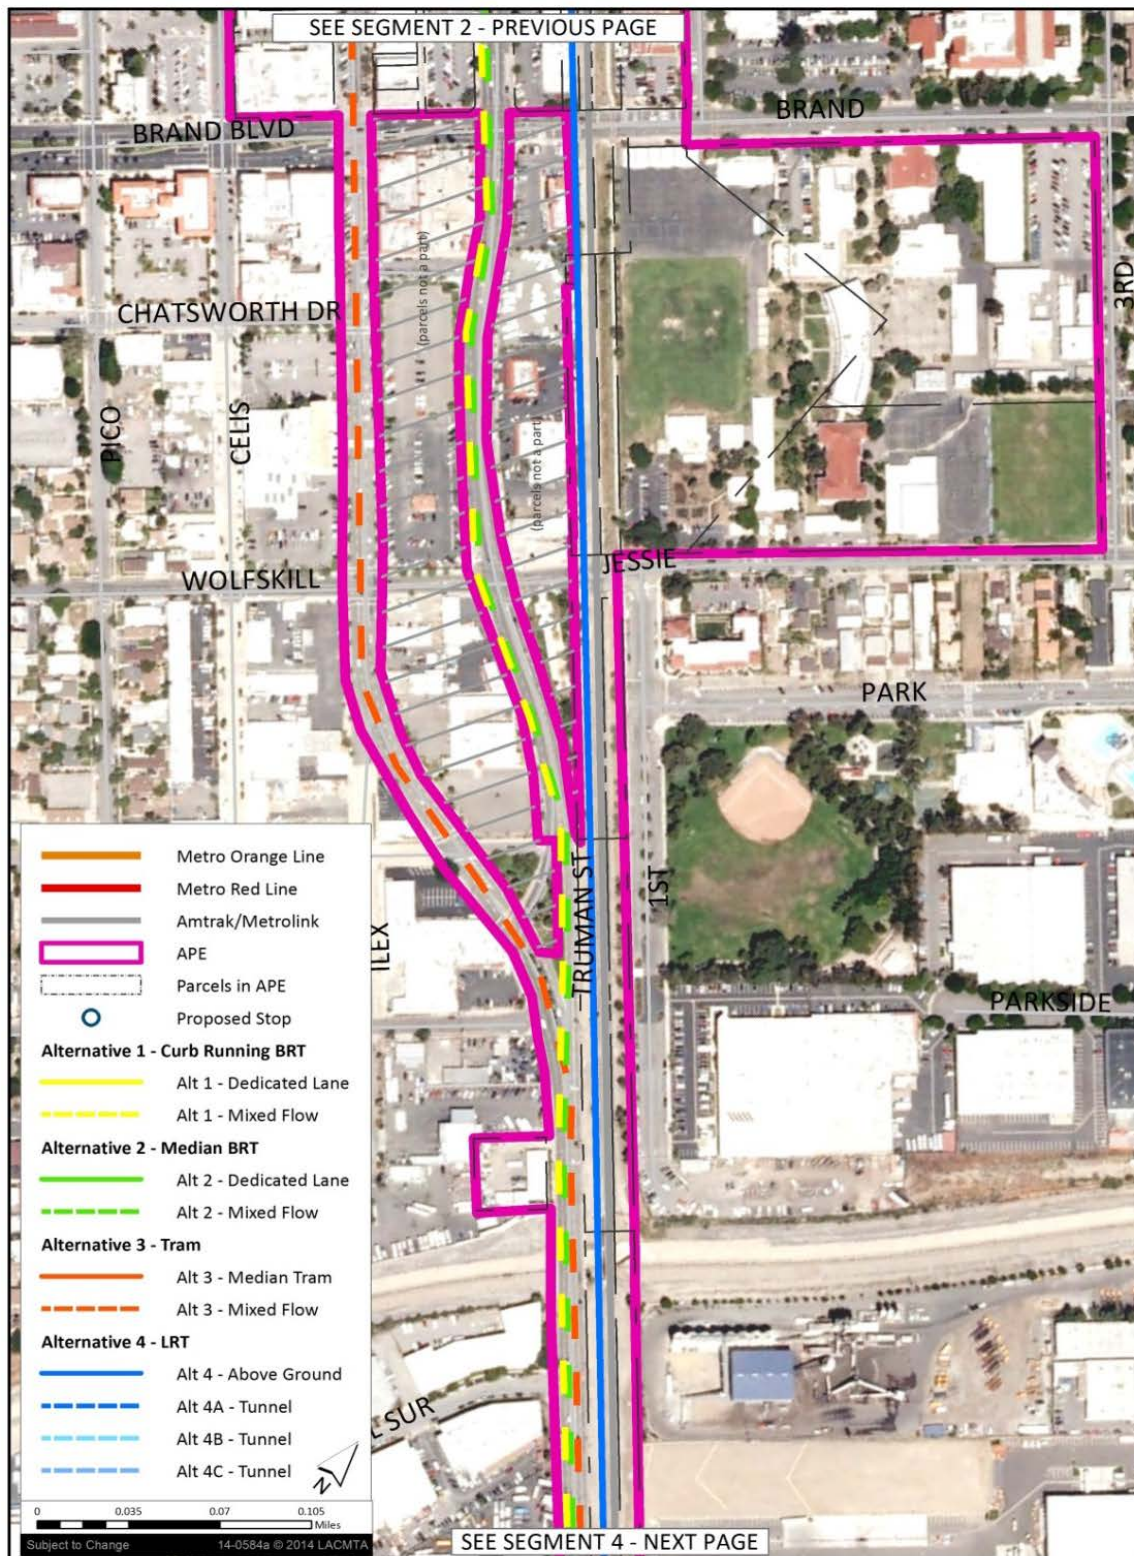 SEE SEGMENT 2 - PREVIOUS PAGE
BRAND BLVD
BRAND
(parcels not a part)
3RD
CHATSWORTH DR
PICO
CELIS
(parcels not a part)
WOLFSKILL
JESSIE
PARK
TRUMAN ST
1ST
ILEX
PARKSIDE
L SUR
Metro Orange Line
Metro Red Line
Amtrak/Metrolink
APE
Parcels in APE
Proposed Stop
Alternative 1 - Curb Running BRT
Alt 1 - Dedicated Lane
Alt 1 - Mixed Flow
Alternative 2 - Median BRT
Alt 2 - Dedicated Lane
Alt 2 - Mixed Flow
Alternative 3 - Tram
Alt 3 - Median Tram
Alt 3 - Mixed Flow
Alternative 4 - LRT
Alt 4 - Above Ground
Alt 4A - Tunnel
Alt 4B - Tunnel
Alt 4C - Tunnel
N
0 0.035 0.07 0.105
Miles
Subject to Change 14-0584a © 2014 LACMTA
SEE SEGMENT 4 - NEXT PAGE